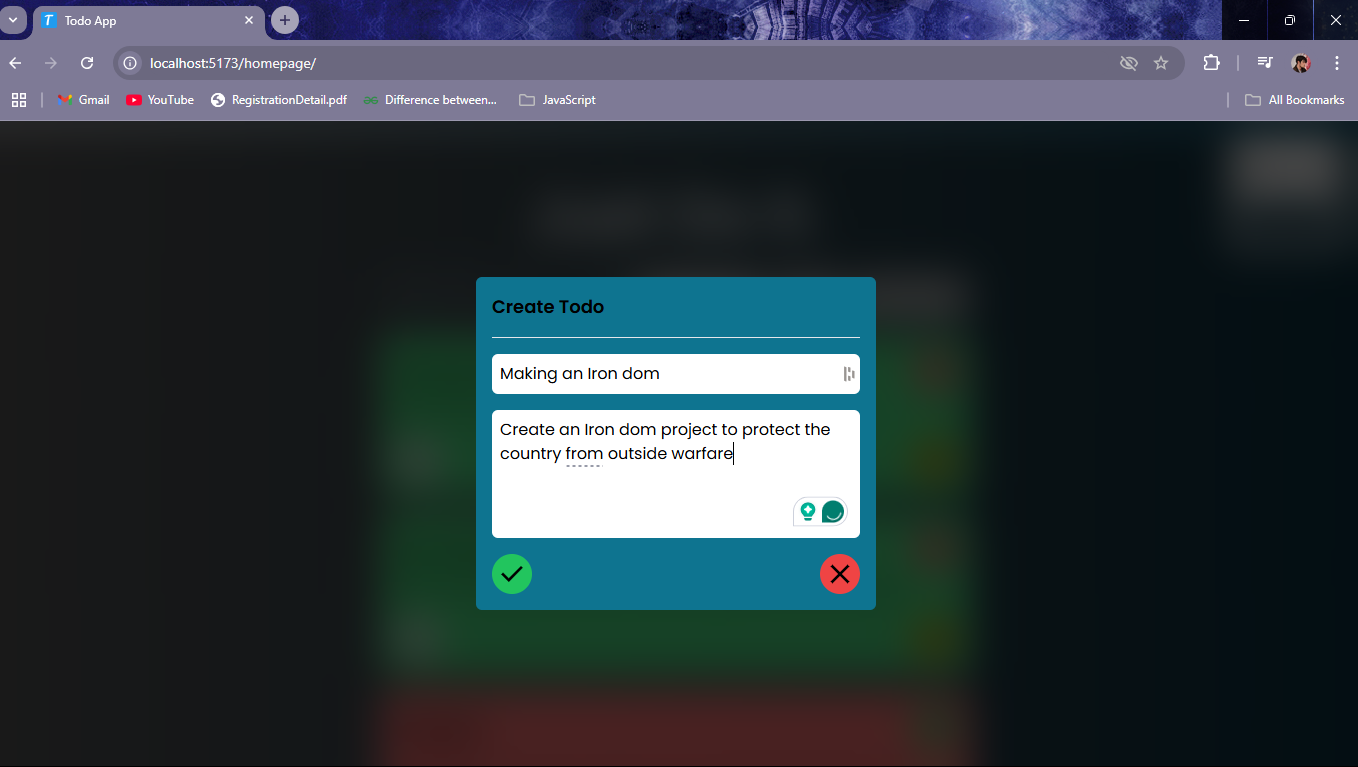 Todo App
localhost:5173/homepage/
Gmail
YouTube
RegistrationDetail.pdf
Difference between...
JavaScript
All Bookmarks
Create Todo
Making an Iron dom
Create an Iron dom project to protect the
country from outside warfare